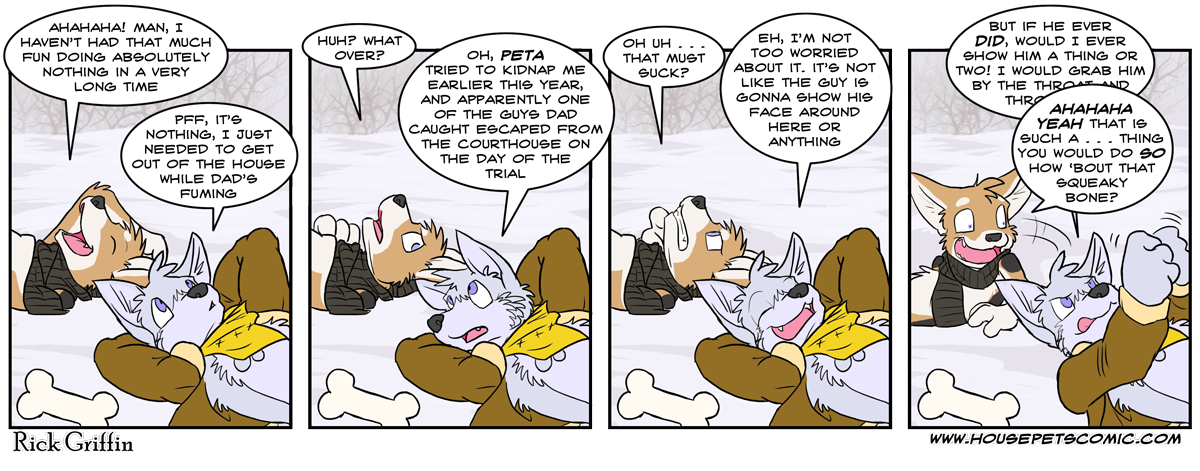 AHAHAHA! MAN, I
HAVEN'T HAD THAT MUCH
FUN DOING ABSOLUTELY
NOTHING IN A VERY
LONG TIME
PFF, IT'S
NOTHING, I JUST
NEEDED TO GET
OUT OF THE HOUSE
WHILE DAD'S
FUMING
HUH? WHAT
OVER?
OH, PETA
TRIED TO KIDNAP ME
EARLIER THIS YEAR,
AND APPARENTLY ONE
OF THE GUYS DAD
CAUGHT ESCAPED FROM
THE COURTHOUSE ON
THE DAY OF THE
TRIAL
OH UH . . .
THAT MUST
SUCK?
EH, I'M NOT
TOO WORRIED
ABOUT IT. IT'S NOT
LIKE THE GUY IS
GONNA SHOW HIS
FACE AROUND
HERE OR
ANYTHING
BUT IF HE EVER
DID, WOULD I EVER
SHOW HIM A THING OR
TWO! I WOULD GRAB HIM
BY THE THROAT AND
AHAHAHA
YEAH THAT IS
SUCH A . . . THING
YOU WOULD DO SO
HOW 'BOUT THAT
SQUEAKY
BONE?
Rick Griffin
WWW.HOUSEPETSCOMIC.COM